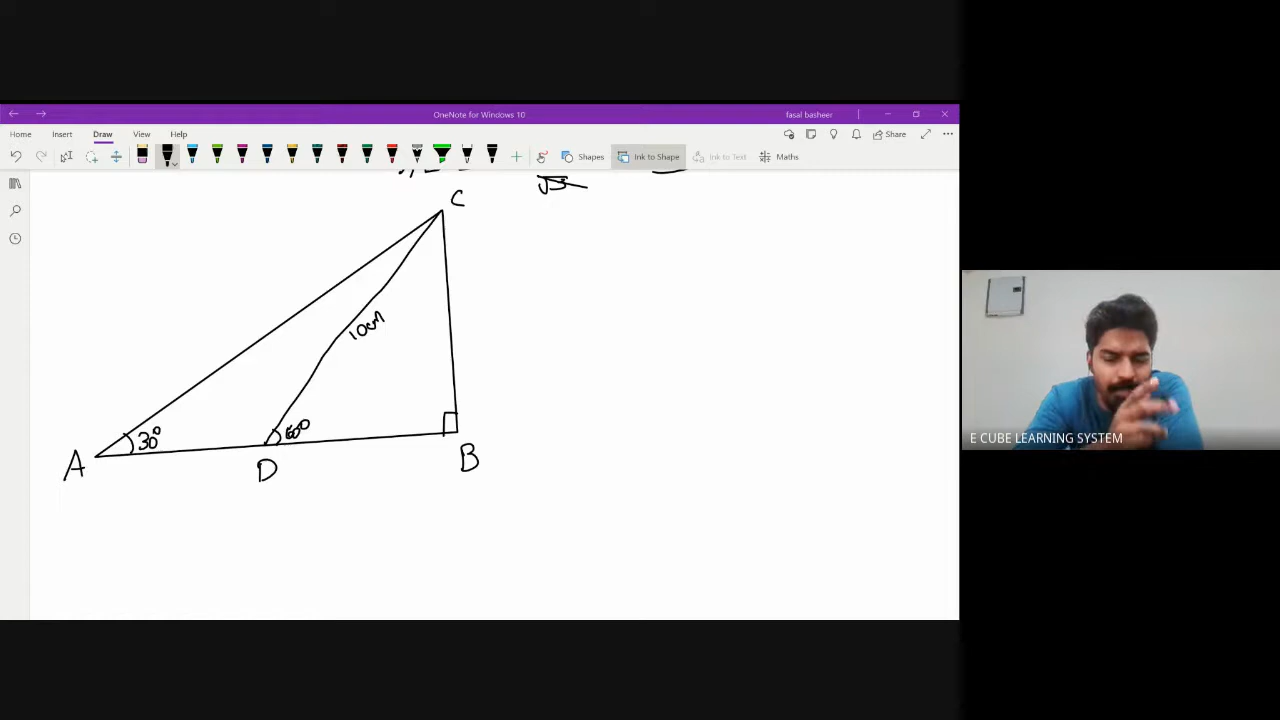 OneNote for Windows 10
fasal basheer
Home Insert Draw View Help
Share
Shapes Ink to Shape Ink to Text Maths
√3
C
10cm
30°
60°
A
D
B
E CUBE LEARNING SYSTEM